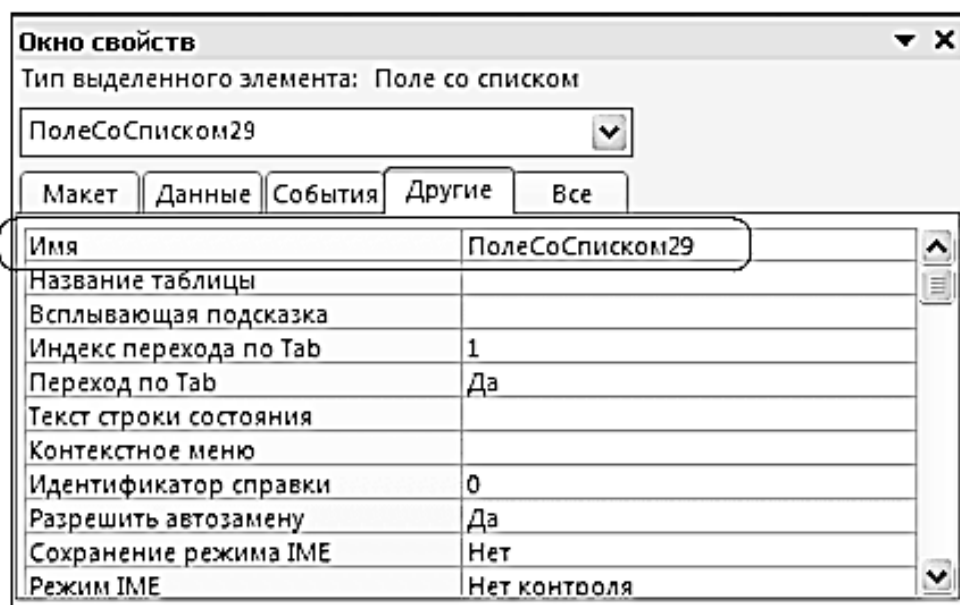 Окно свойств
Тип выделенного элемента: Поле со списком
ПолеСоСписком29
Макет Данные События Другие Все
Имя ПолеСоСписком29
Название таблицы
Всплывающая подсказка
Индекс перехода по Tab 1
Переход по Tab Да
Текст строки состояния
Контекстное меню
Идентификатор справки 0
Разрешить автозамену Да
Сохранение режима IME Нет
Режим IME Нет контроля